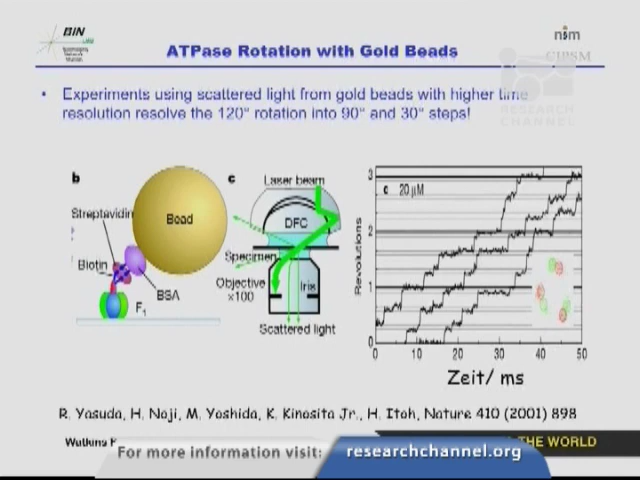 BIN
nim
CIPSM
ATPase Rotation with Gold Beads
RESEARCH
CHANNEL
• Experiments using scattered light from gold beads with higher time
resolution resolve the 120° rotation into 90° and 30° steps!
b
Streptavidin
Bead
Biotin
BSA
F1
c
Laser beam
DFC
Specimen
Objective
×100
Iris
Scattered light
Revolutions
3
2
1
0
c 20 µM
0 10 20 30 40 50
Zeit/ ms
R. Yasuda, H. Noji, M. Yoshida, K. Kinosita Jr., H. Itoh, Nature 410 (2001) 898
Watkins
THE WORLD
For more information visit: researchchannel.org